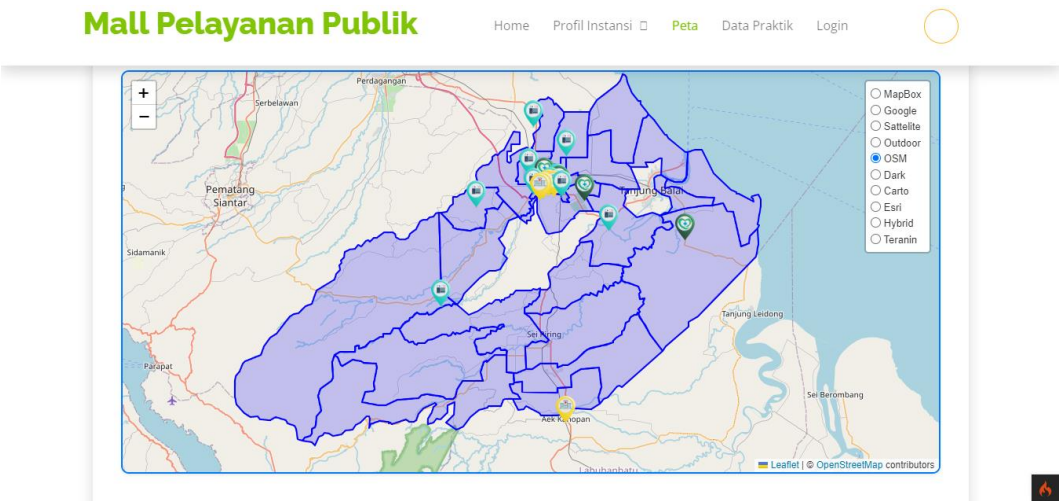 Mall Pelayanan Publik
Home Profil Instansi Peta Data Praktik Login
+
−
MapBox
Google
Sattelite
Outdoor
OSM
Dark
Carto
Esri
Hybrid
Teranin
Perdagangan
Serbelawan
Pematang
Siantar
Tanjung Balai
Sidamanik
Tanjung Leidong
Sei Piring
Parapat
Sei Berombang
Aek Kanopan
Labuhanbatu
Leaflet | © OpenStreetMap contributors